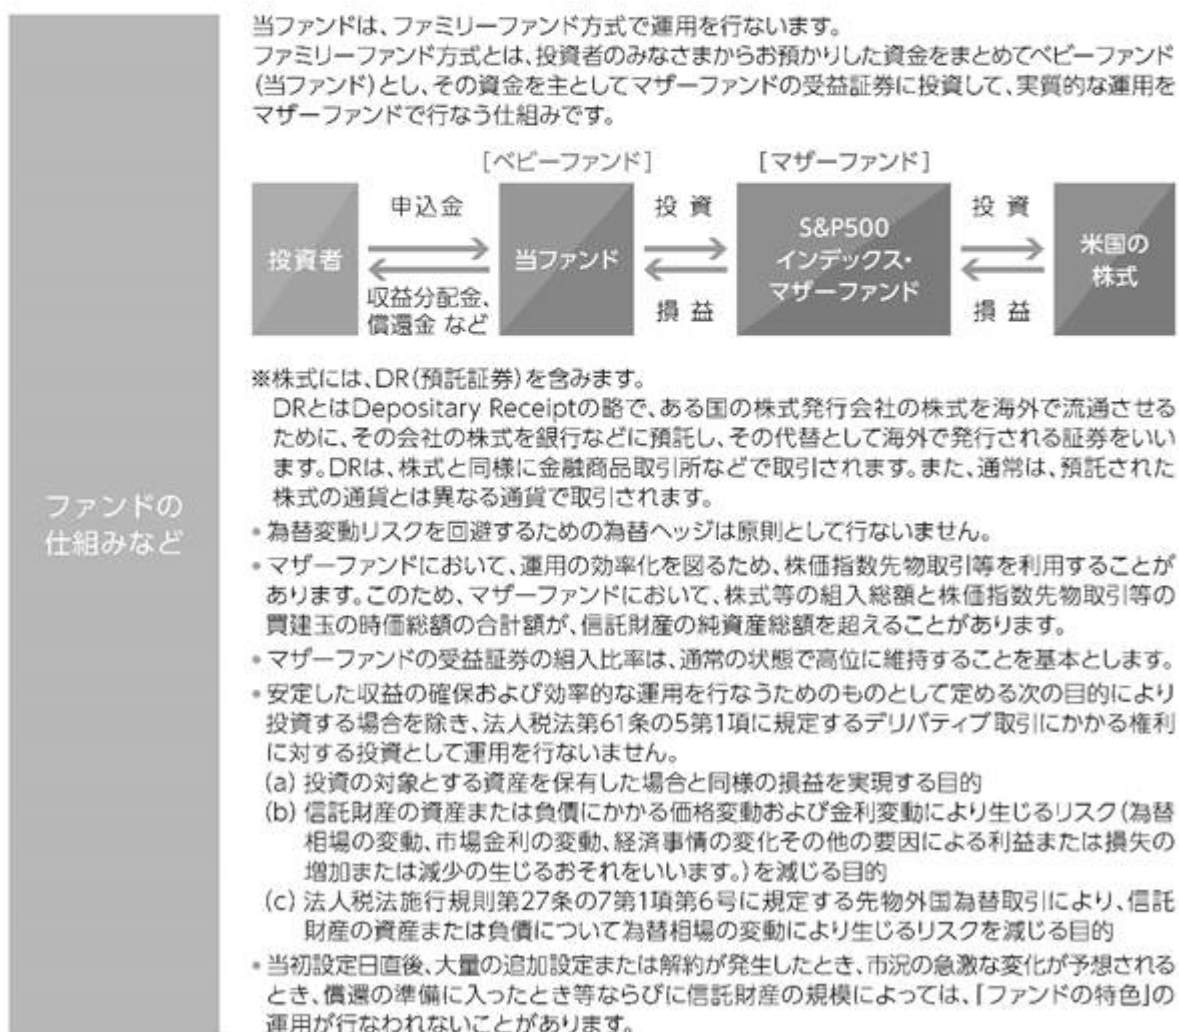 当ファンドは、ファミリーファンド方式で運用を行ないます。
ファミリーファンド方式とは、投資者のみなさまからお預かりした資金をまとめてベビーファンド
(当ファンド)とし、その資金を主としてマザーファンドの受益証券に投資して、実質的な運用を
マザーファンドで行なう仕組みです。
[ベビーファンド]
[マザーファンド]
投資者
申込金
収益分配金、
償還金 など
当ファンド
投 資
損 益
S&P500
インデックス・
マザーファンド
投 資
損 益
米国の
株式
※株式には、DR(預託証券)を含みます。
DRとはDepositary Receiptの略で、ある国の株式発行会社の株式を海外で流通させる
ために、その会社の株式を銀行などに預託し、その代替として海外で発行される証券をいい
ます。DRは、株式と同様に金融商品取引所などで取引されます。また、通常は、預託された
株式の通貨とは異なる通貨で取引されます。
ファンドの
仕組みなど
•為替変動リスクを回避するための為替ヘッジは原則として行ないません。
•マザーファンドにおいて、運用の効率化を図るため、株価指数先物取引等を利用することが
あります。このため、マザーファンドにおいて、株式等の組入総額と株価指数先物取引等の
買建玉の時価総額の合計額が、信託財産の純資産総額を超えることがあります。
•マザーファンドの受益証券の組入比率は、通常の状態で高位に維持することを基本とします。
•安定した収益の確保および効率的な運用を行なうためのものとして定める次の目的により
投資する場合を除き、法人税法第61条の5第1項に規定するデリバティブ取引にかかる権利
に対する投資として運用を行ないません。
(a) 投資の対象とする資産を保有した場合と同様の損益を実現する目的
(b) 信託財産の資産または負債にかかる価格変動および金利変動により生じるリスク(為替
相場の変動、市場金利の変動、経済事情の変化その他の要因による利益または損失の
増加または減少の生じるおそれをいいます。)を減じる目的
(c) 法人税法施行規則第27条の7第1項第6号に規定する先物外国為替取引により、信託
財産の資産または負債について為替相場の変動により生じるリスクを減じる目的
•当初設定日直後、大量の追加設定または解約が発生したとき、市況の急激な変化が予想される
とき、償還の準備に入ったとき等ならびに信託財産の規模によっては、「ファンドの特色」の
運用が行なわれないことがあります。